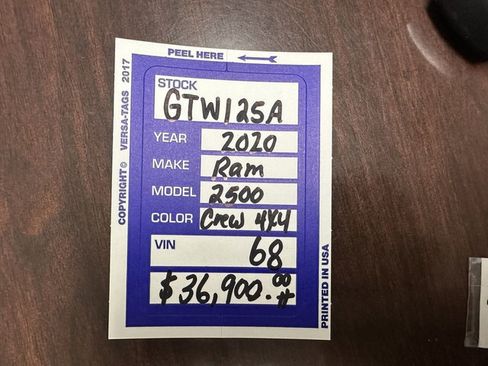 PEEL HERE
STOCK
GTW125A
YEAR 2020
MAKE Ram
MODEL 2500
COLOR Crew 4x4
VIN 68
$36,900.00 #
COPYRIGHT© VERSA-TAGS 2017
PRINTED IN USA